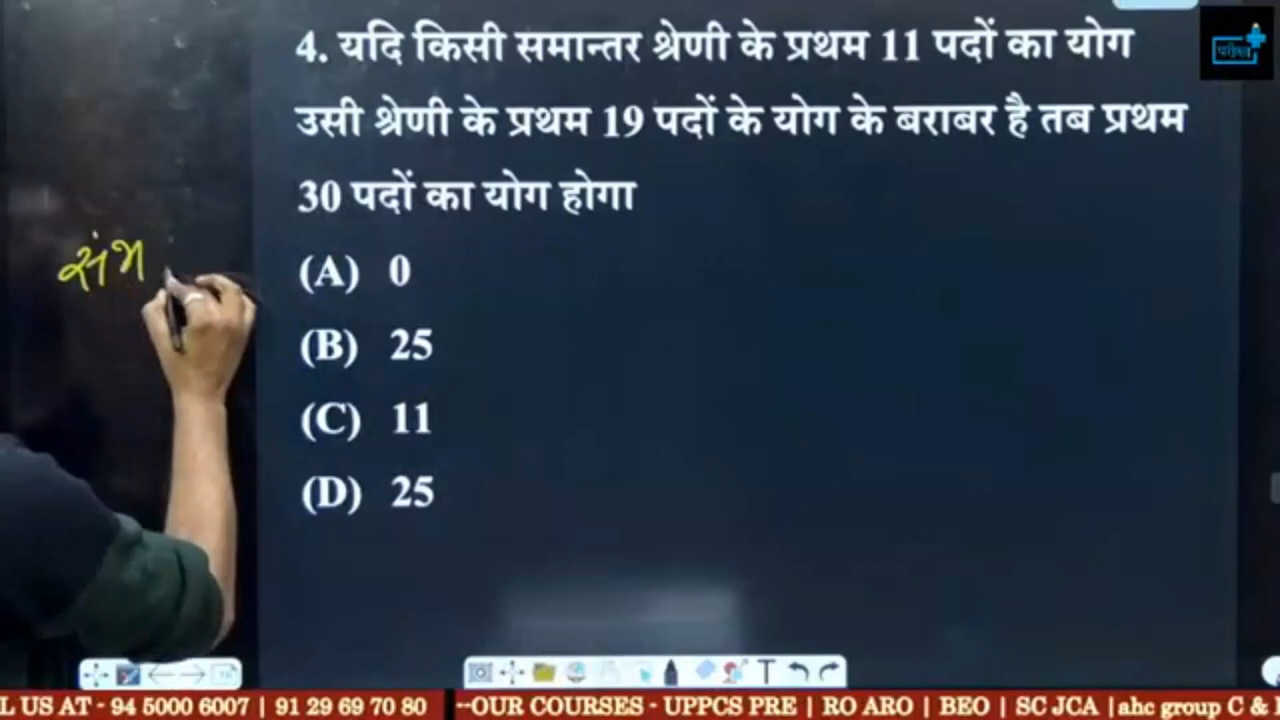 4. यदि किसी समान्तर श्रेणी के प्रथम 11 पदों का योग
उसी श्रेणी के प्रथम 19 पदों के योग के बराबर है तब प्रथम
30 पदों का योग होगा
(A) 0
(B) 25
(C) 11
(D) 25
संभ
परीक्षा
L US AT - 94 5000 6007 | 91 29 69 70 80 --OUR COURSES - UPPCS PRE | RO ARO | BEO | SC JCA |ahc group C &